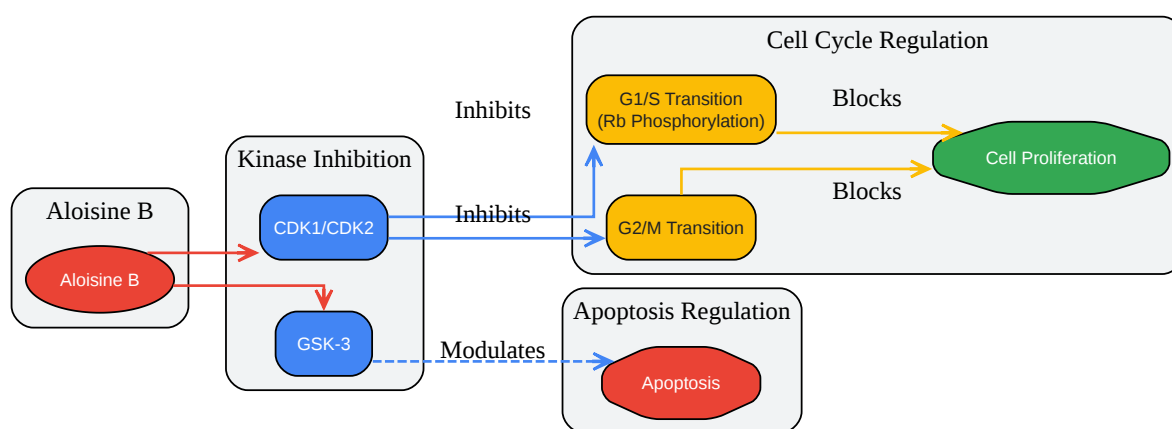 Cell Cycle Regulation
Inhibits
G1/S Transition
(Rb Phosphorylation)
Blocks
Cell Proliferation
Kinase Inhibition
CDK1/CDK2
Inhibits
G2/M Transition
Blocks
Aloisine B
Aloisine B
GSK-3
Modulates
Apoptosis Regulation
Apoptosis